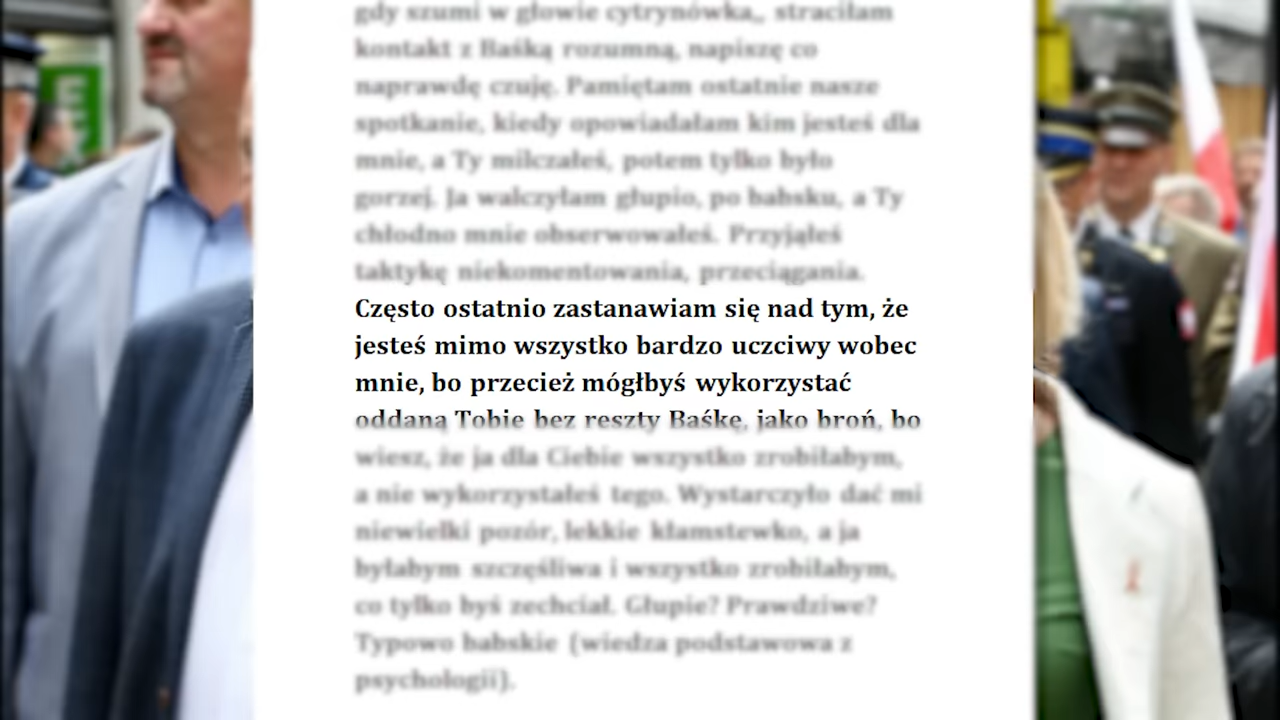 gdy szumi w głowie cytrynówka,, straciłam
kontakt z Baśką rozumną, napiszę co
naprawdę czuję. Pamiętam ostatnie nasze
spotkanie, kiedy opowiadałam kim jesteś dla
mnie, a Ty milczałeś, potem tylko było
gorzej. Ja walczyłam głupio, po babsku, a Ty
chłodno mnie obserwowałeś. Przyjąłeś
taktykę niekomentowania, przeciągania.
Często ostatnio zastanawiam się nad tym, że
jesteś mimo wszystko bardzo uczciwy wobec
mnie, bo przecież mógłbyś wykorzystać
oddaną Tobie bez reszty Baśkę, jako broń, bo
wiesz, że ja dla Ciebie wszystko zrobiłabym,
a nie wykorzystałeś tego. Wystarczyło dać mi
niewielki pozór, lekkie kłamstewko, a ja
byłabym szczęśliwa i wszystko zrobiłabym,
co tylko byś zechciał. Głupie? Prawdziwe?
Typowo babskie (wiedza podstawowa z
psychologii).